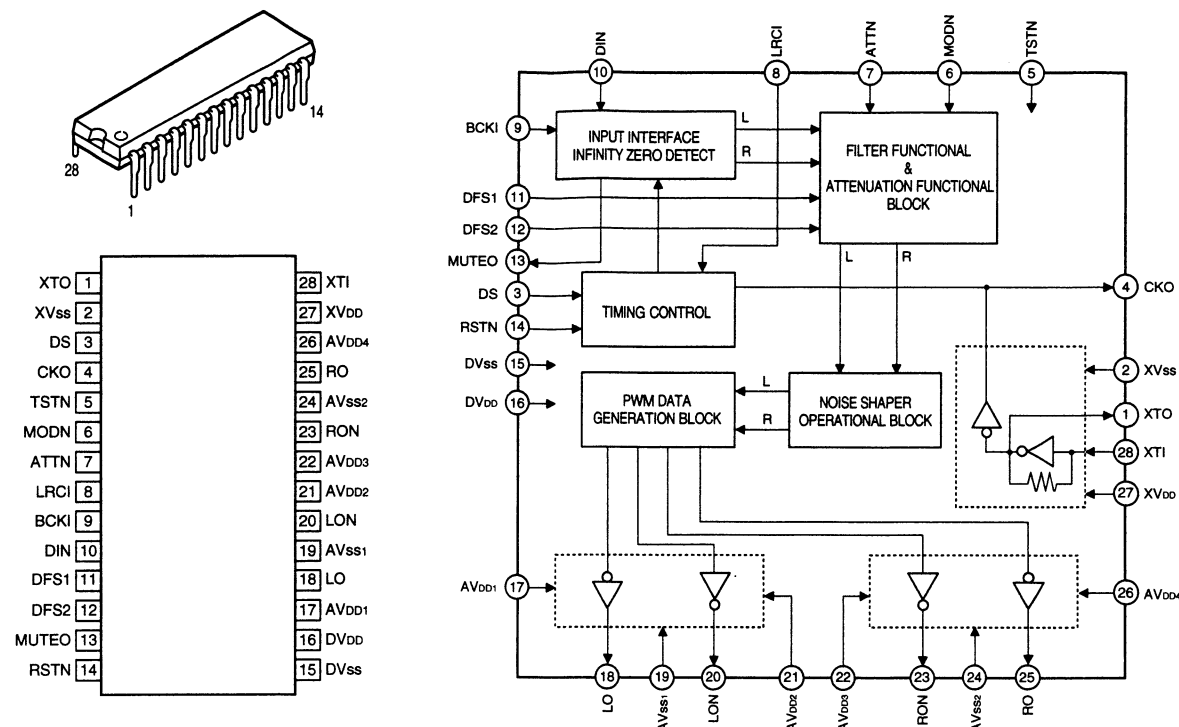 14
28
1
XTO 1
XVss 2
DS 3
CKO 4
TSTN 5
MODN 6
ATTN 7
LRCI 8
BCKI 9
DIN 10
DFS1 11
DFS2 12
MUTEO 13
RSTN 14
28 XTI
27 XVDD
26 AVDD4
25 RO
24 AVss2
23 RON
22 AVDD3
21 AVDD2
20 LON
19 AVss1
18 LO
17 AVDD1
16 DVDD
15 DVss
DIN
10
LRCI
8
ATTN
7
MODN
6
TSTN
5
BCKI 9
DFS1 11
DFS2 12
MUTEO 13
DS 3
RSTN 14
DVss 15
DVDD 16
AVDD1 17
INPUT INTERFACE
INFINITY ZERO DETECT
L
R
FILTER FUNCTIONAL
&
ATTENUATION FUNCTIONAL
BLOCK
L
R
TIMING CONTROL
PWM DATA
GENERATION BLOCK
L
R
NOISE SHAPER
OPERATIONAL BLOCK
4 CKO
2 XVss
1 XTO
28 XTI
27 XVDD
26 AVDD4
18
LO
19
AVss1
20
LON
21
AVDD2
22
AVDD3
23
RON
24
AVss2
25
RO